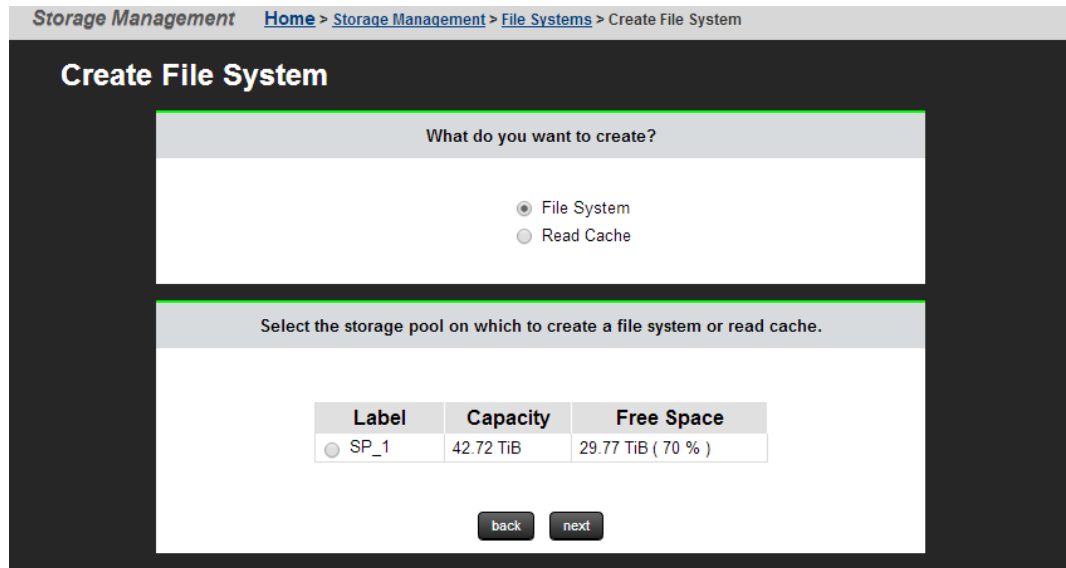 Storage Management Home > Storage Management > File Systems > Create File System
Create File System
What do you want to create?
File System
Read Cache
Select the storage pool on which to create a file system or read cache.
Label Capacity Free Space
SP_1 42.72 TiB 29.77 TiB ( 70 % )
back next